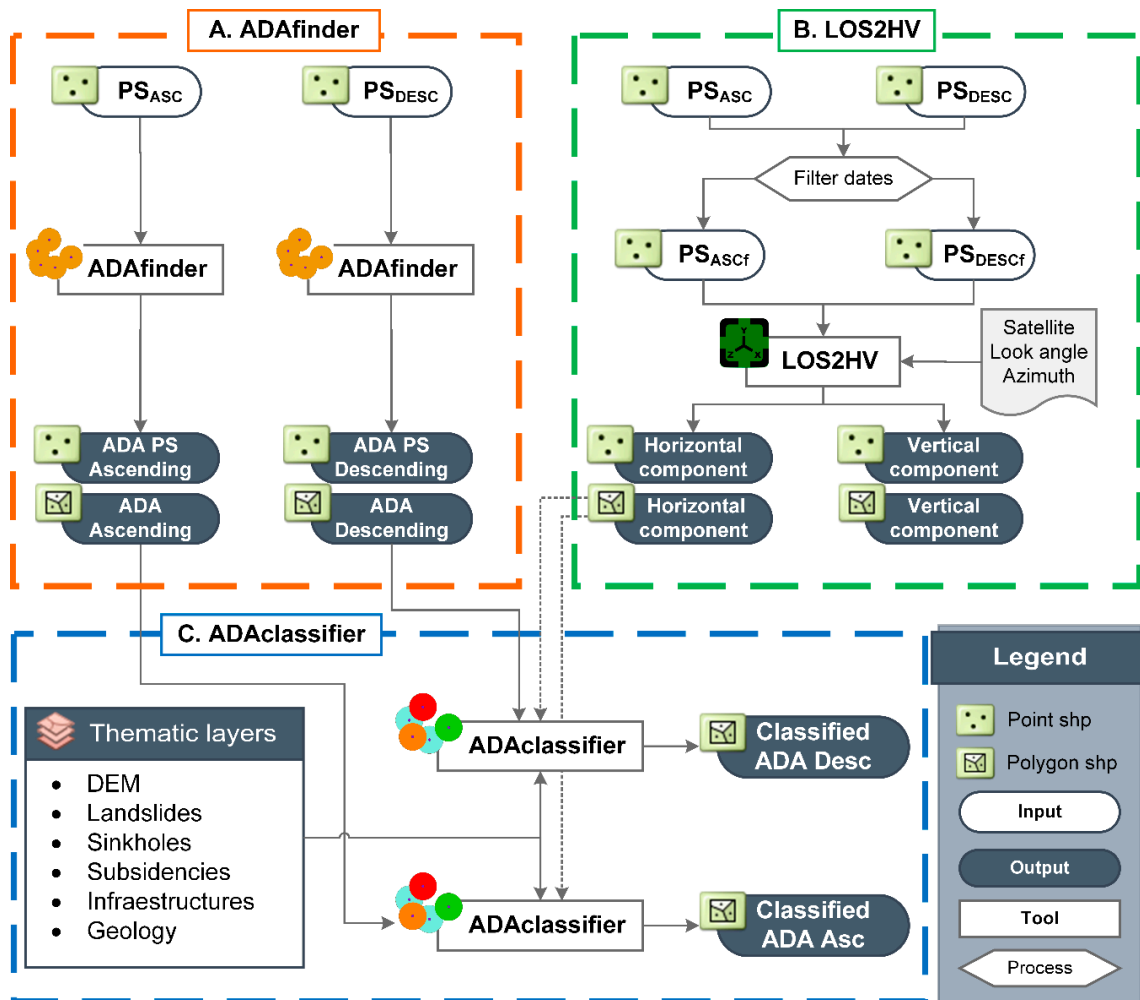 A. ADAfinder
PSASC
PSDESC
ADAfinder
ADAfinder
ADA PS
Ascending
ADA
Ascending
ADA PS
Descending
ADA
Descending
B. LOS2HV
PSASC
PSDESC
Filter dates
PSASCf
PSDESCf
Y
Z
X
LOS2HV
Satellite
Look angle
Azimuth
Horizontal
component
Horizontal
component
Vertical
component
Vertical
component
C. ADAclassifier
Thematic layers
• DEM
• Landslides
• Sinkholes
• Subsidencies
• Infraestructures
• Geology
ADAclassifier
Classified
ADA Desc
ADAclassifier
Classified
ADA Asc
Legend
Point shp
Polygon shp
Input
Output
Tool
Process